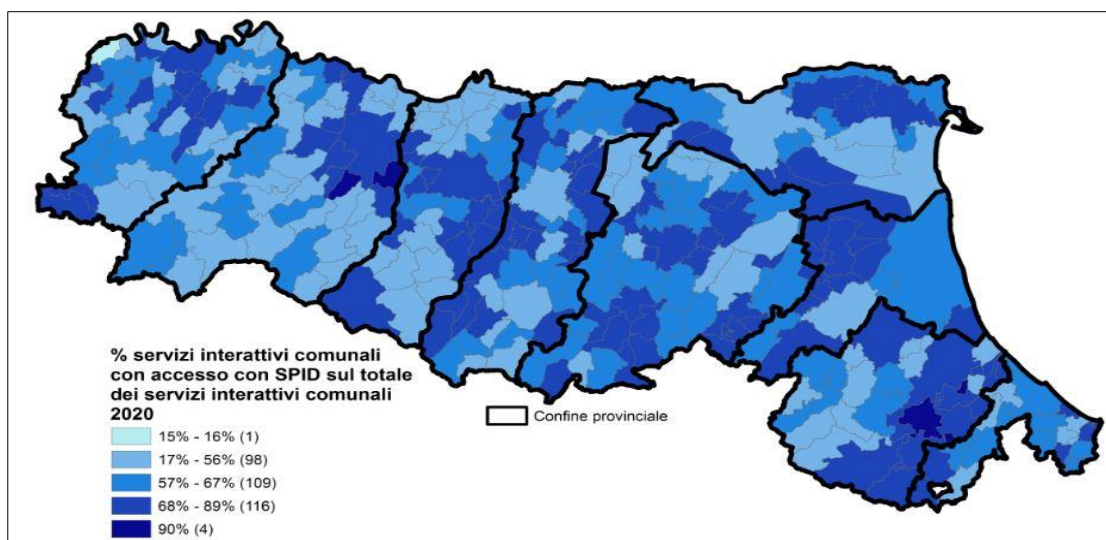 % servizi interattivi comunali
con accesso con SPID sul totale
dei servizi interattivi comunali
2020
15% - 16% (1)
17% - 56% (98)
57% - 67% (109)
68% - 89% (116)
90% (4)
Confine provinciale